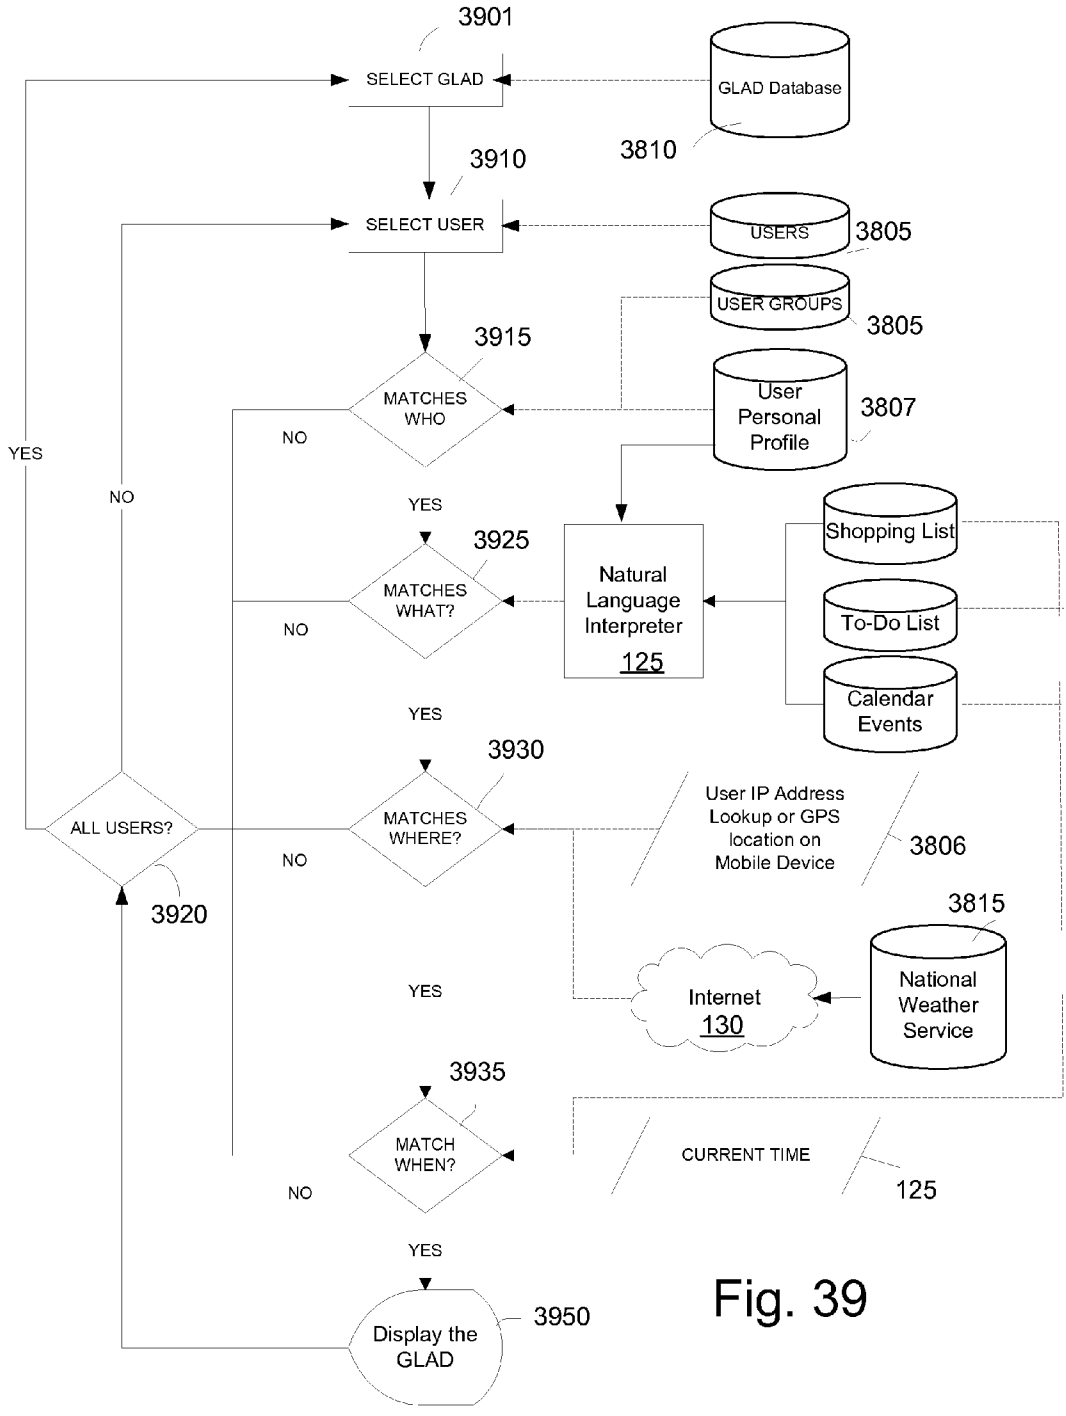 3901
SELECT GLAD
GLAD Database
3810
3910
SELECT USER
USERS
3805
USER GROUPS
3805
3915
MATCHES
WHO
User
Personal
Profile
3807
NO
YES
NO
YES
3925
MATCHES
WHAT?
NO
Natural
Language
Interpreter
125
Shopping List
To-Do List
Calendar
Events
YES
3930
MATCHES
WHERE?
NO
ALL USERS?
3920
User IP Address
Lookup or GPS
location on
Mobile Device
3806
3815
National
Weather
Service
Internet
130
YES
3935
MATCH
WHEN?
NO
CURRENT TIME
125
YES
Display the
GLAD
3950
Fig. 39